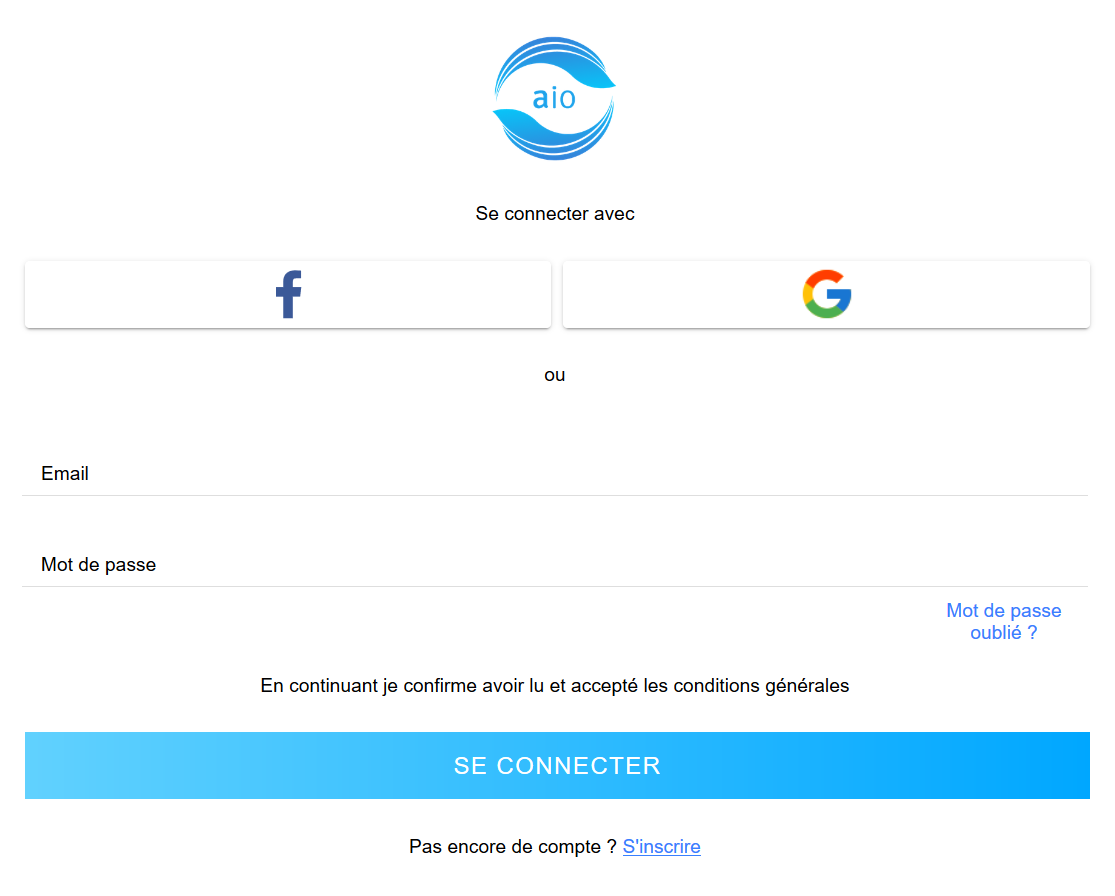 aio
Se connecter avec
ou
Email
Mot de passe
Mot de passe
oublié ?
En continuant je confirme avoir lu et accepté les conditions générales
SE CONNECTER
Pas encore de compte ? S'inscrire